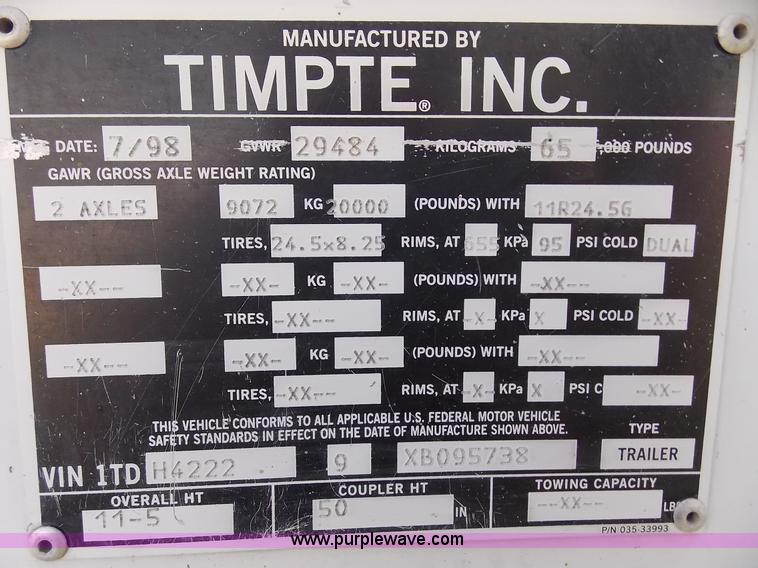 MANUFACTURED BY
TIMPTE® INC.
DATE: 7/98 GVWR 29484 KILOGRAMS 65 ,000 POUNDS
GAWR (GROSS AXLE WEIGHT RATING)
2 AXLES 9072 KG 20000 (POUNDS) WITH 11R24.5G
TIRES, 24.5x8.25 RIMS, AT 655 KPa 95 PSI COLD DUAL
-XX-- -XX-- KG -XX-- (POUNDS) WITH -XX--
TIRES, -XX-- RIMS, AT -X- KPa X PSI COLD -XX--
-XX-- -XX-- KG -XX-- (POUNDS) WITH -XX--
TIRES, -XX-- RIMS, AT -X- KPa X PSI C -XX--
THIS VEHICLE CONFORMS TO ALL APPLICABLE U.S. FEDERAL MOTOR VEHICLE
SAFETY STANDARDS IN EFFECT ON THE DATE OF MANUFACTURE SHOWN ABOVE.
TYPE
VIN 1TD H4222 9 XB095738 TRAILER
OVERALL HT COUPLER HT TOWING CAPACITY
11-5 50 IN --XX-- LB
P/N 035-33993
www.purplewave.com